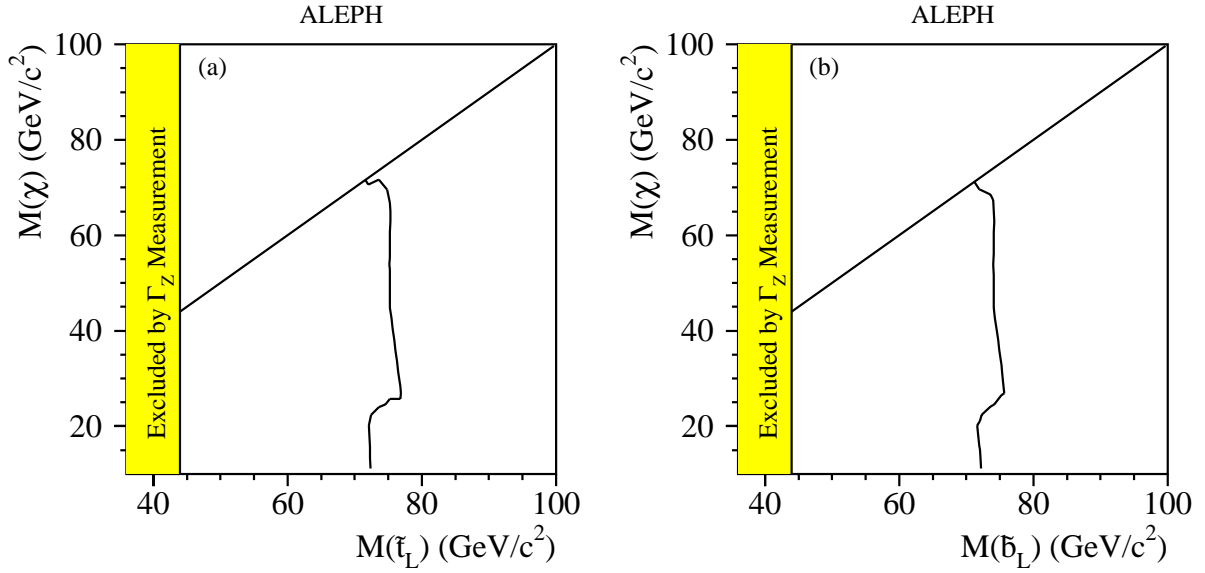 ALEPH
(a)
M(χ) (GeV/c²)
100
80
60
40
20
Excluded by Γ_Z Measurement
40 60 80 100
M(t̃_L) (GeV/c²)
ALEPH
(b)
M(χ) (GeV/c²)
100
80
60
40
20
Excluded by Γ_Z Measurement
40 60 80 100
M(b̃_L) (GeV/c²)